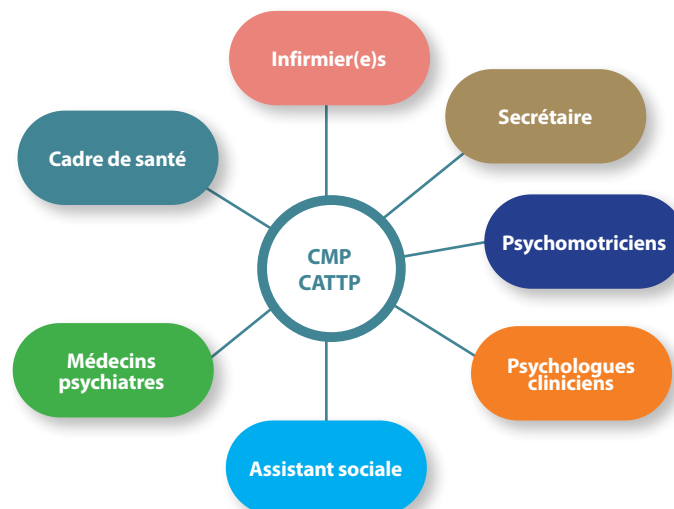 Infirmier(e)s
Secrétaire
Cadre de santé
Psychomotriciens
CMP
CATTP
Médecins
psychiatres
Psychologues
cliniciens
Assistant sociale